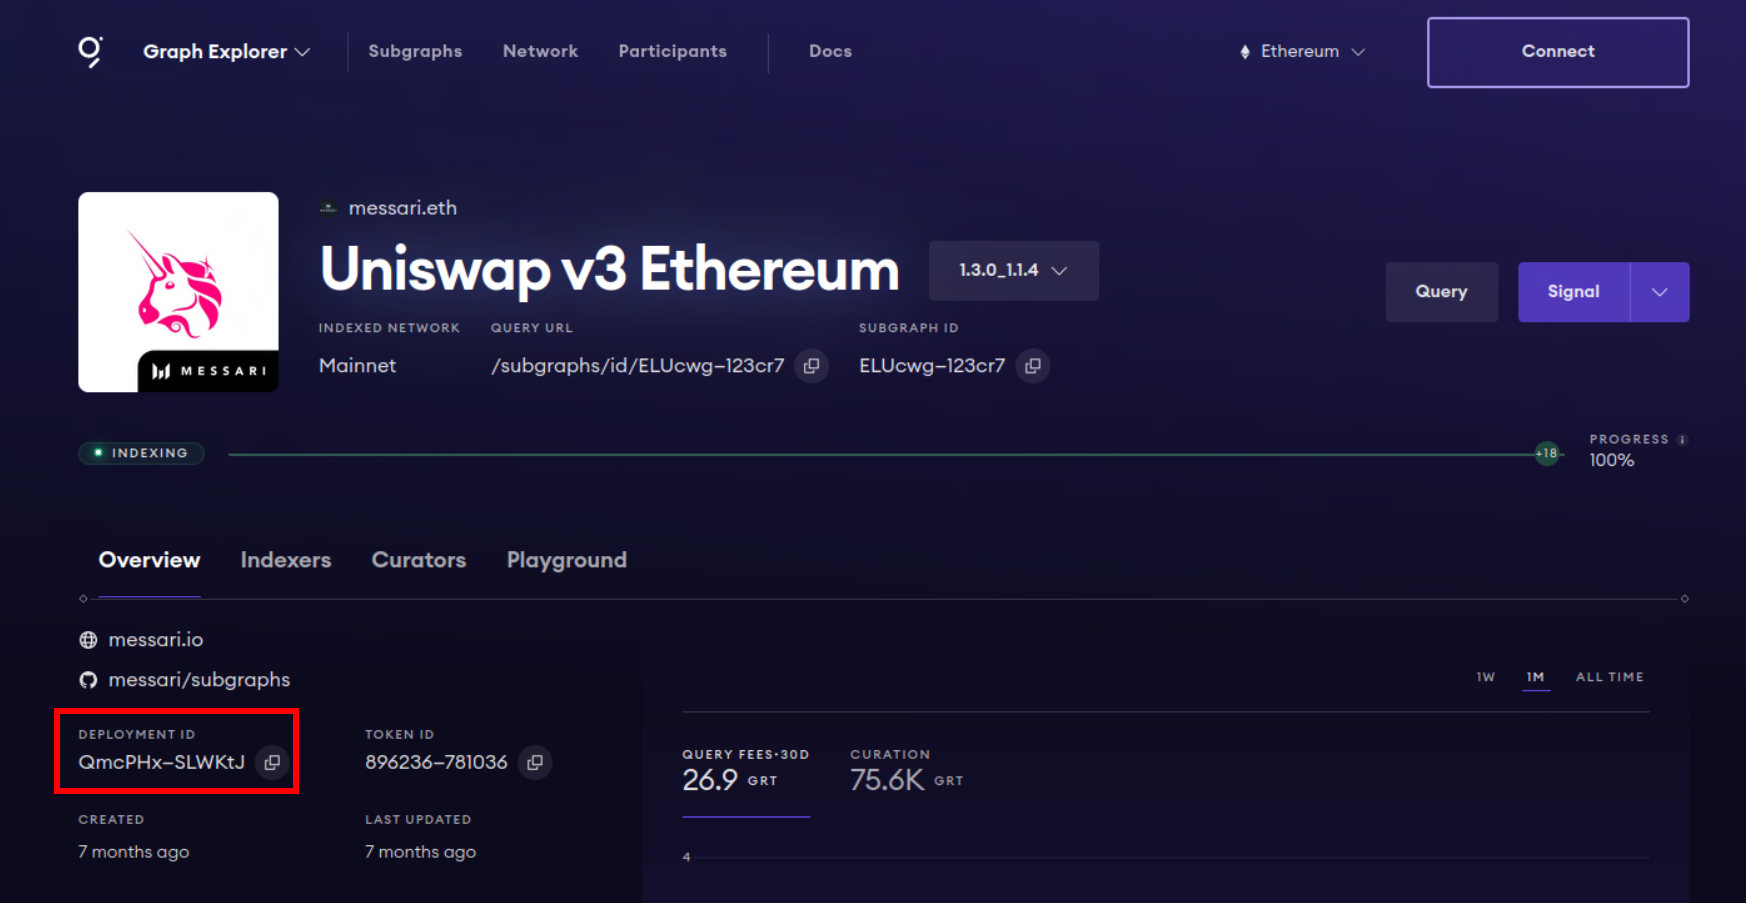 Graph Explorer Subgraphs Network Participants Docs Ethereum Connect
messari.eth
Uniswap v3 Ethereum 1.3.0_1.1.4
Query Signal
INDEXED NETWORK QUERY URL SUBGRAPH ID
Mainnet /subgraphs/id/ELUcwg–123cr7 ELUcwg–123cr7
MESSARI
INDEXING +18 PROGRESS
100%
Overview Indexers Curators Playground
messari.io
messari/subgraphs
1W 1M ALL TIME
DEPLOYMENT ID TOKEN ID
QmcPHx–SLWKtJ 896236–781036
QUERY FEES•30D CURATION
26.9 GRT 75.6K GRT
CREATED LAST UPDATED
7 months ago 7 months ago
4